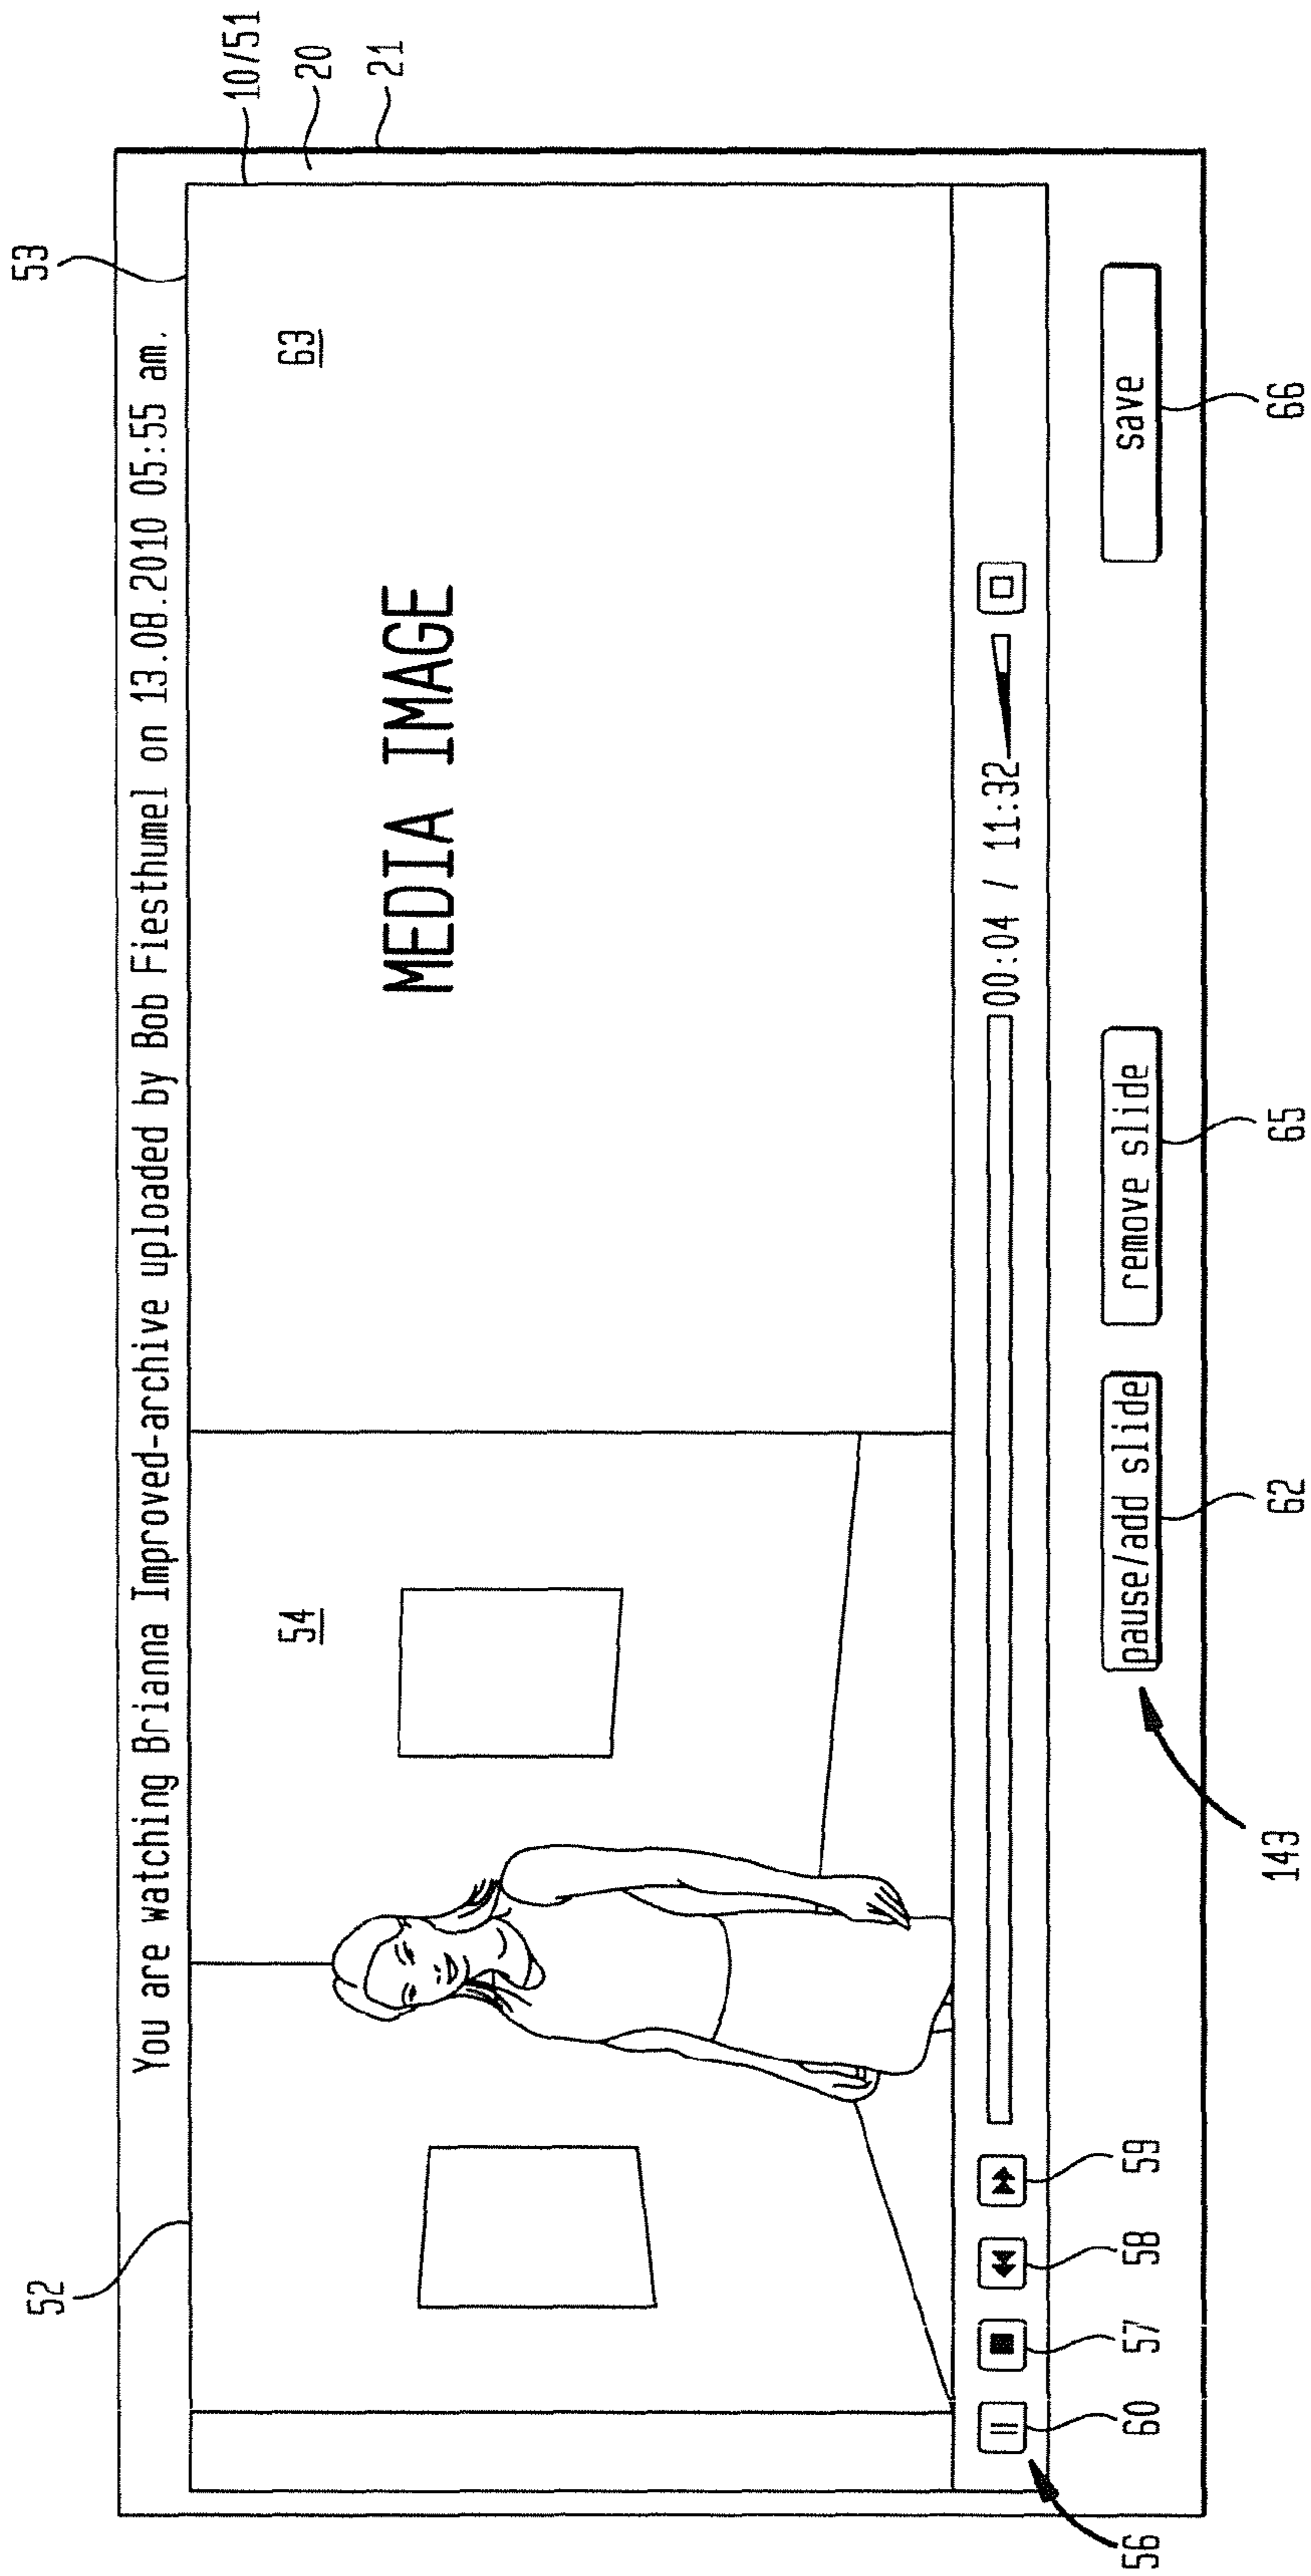 53
10/51
20
21
52
You are watching Brianna Improved-archive uploaded by Bob Fiesthumel on 13.08.2010 05:55 am.
54
63
MEDIA IMAGE
00:04 / 11:32
56
60
57
58
59
pause/add slide
remove slide
save
143
62
65
66